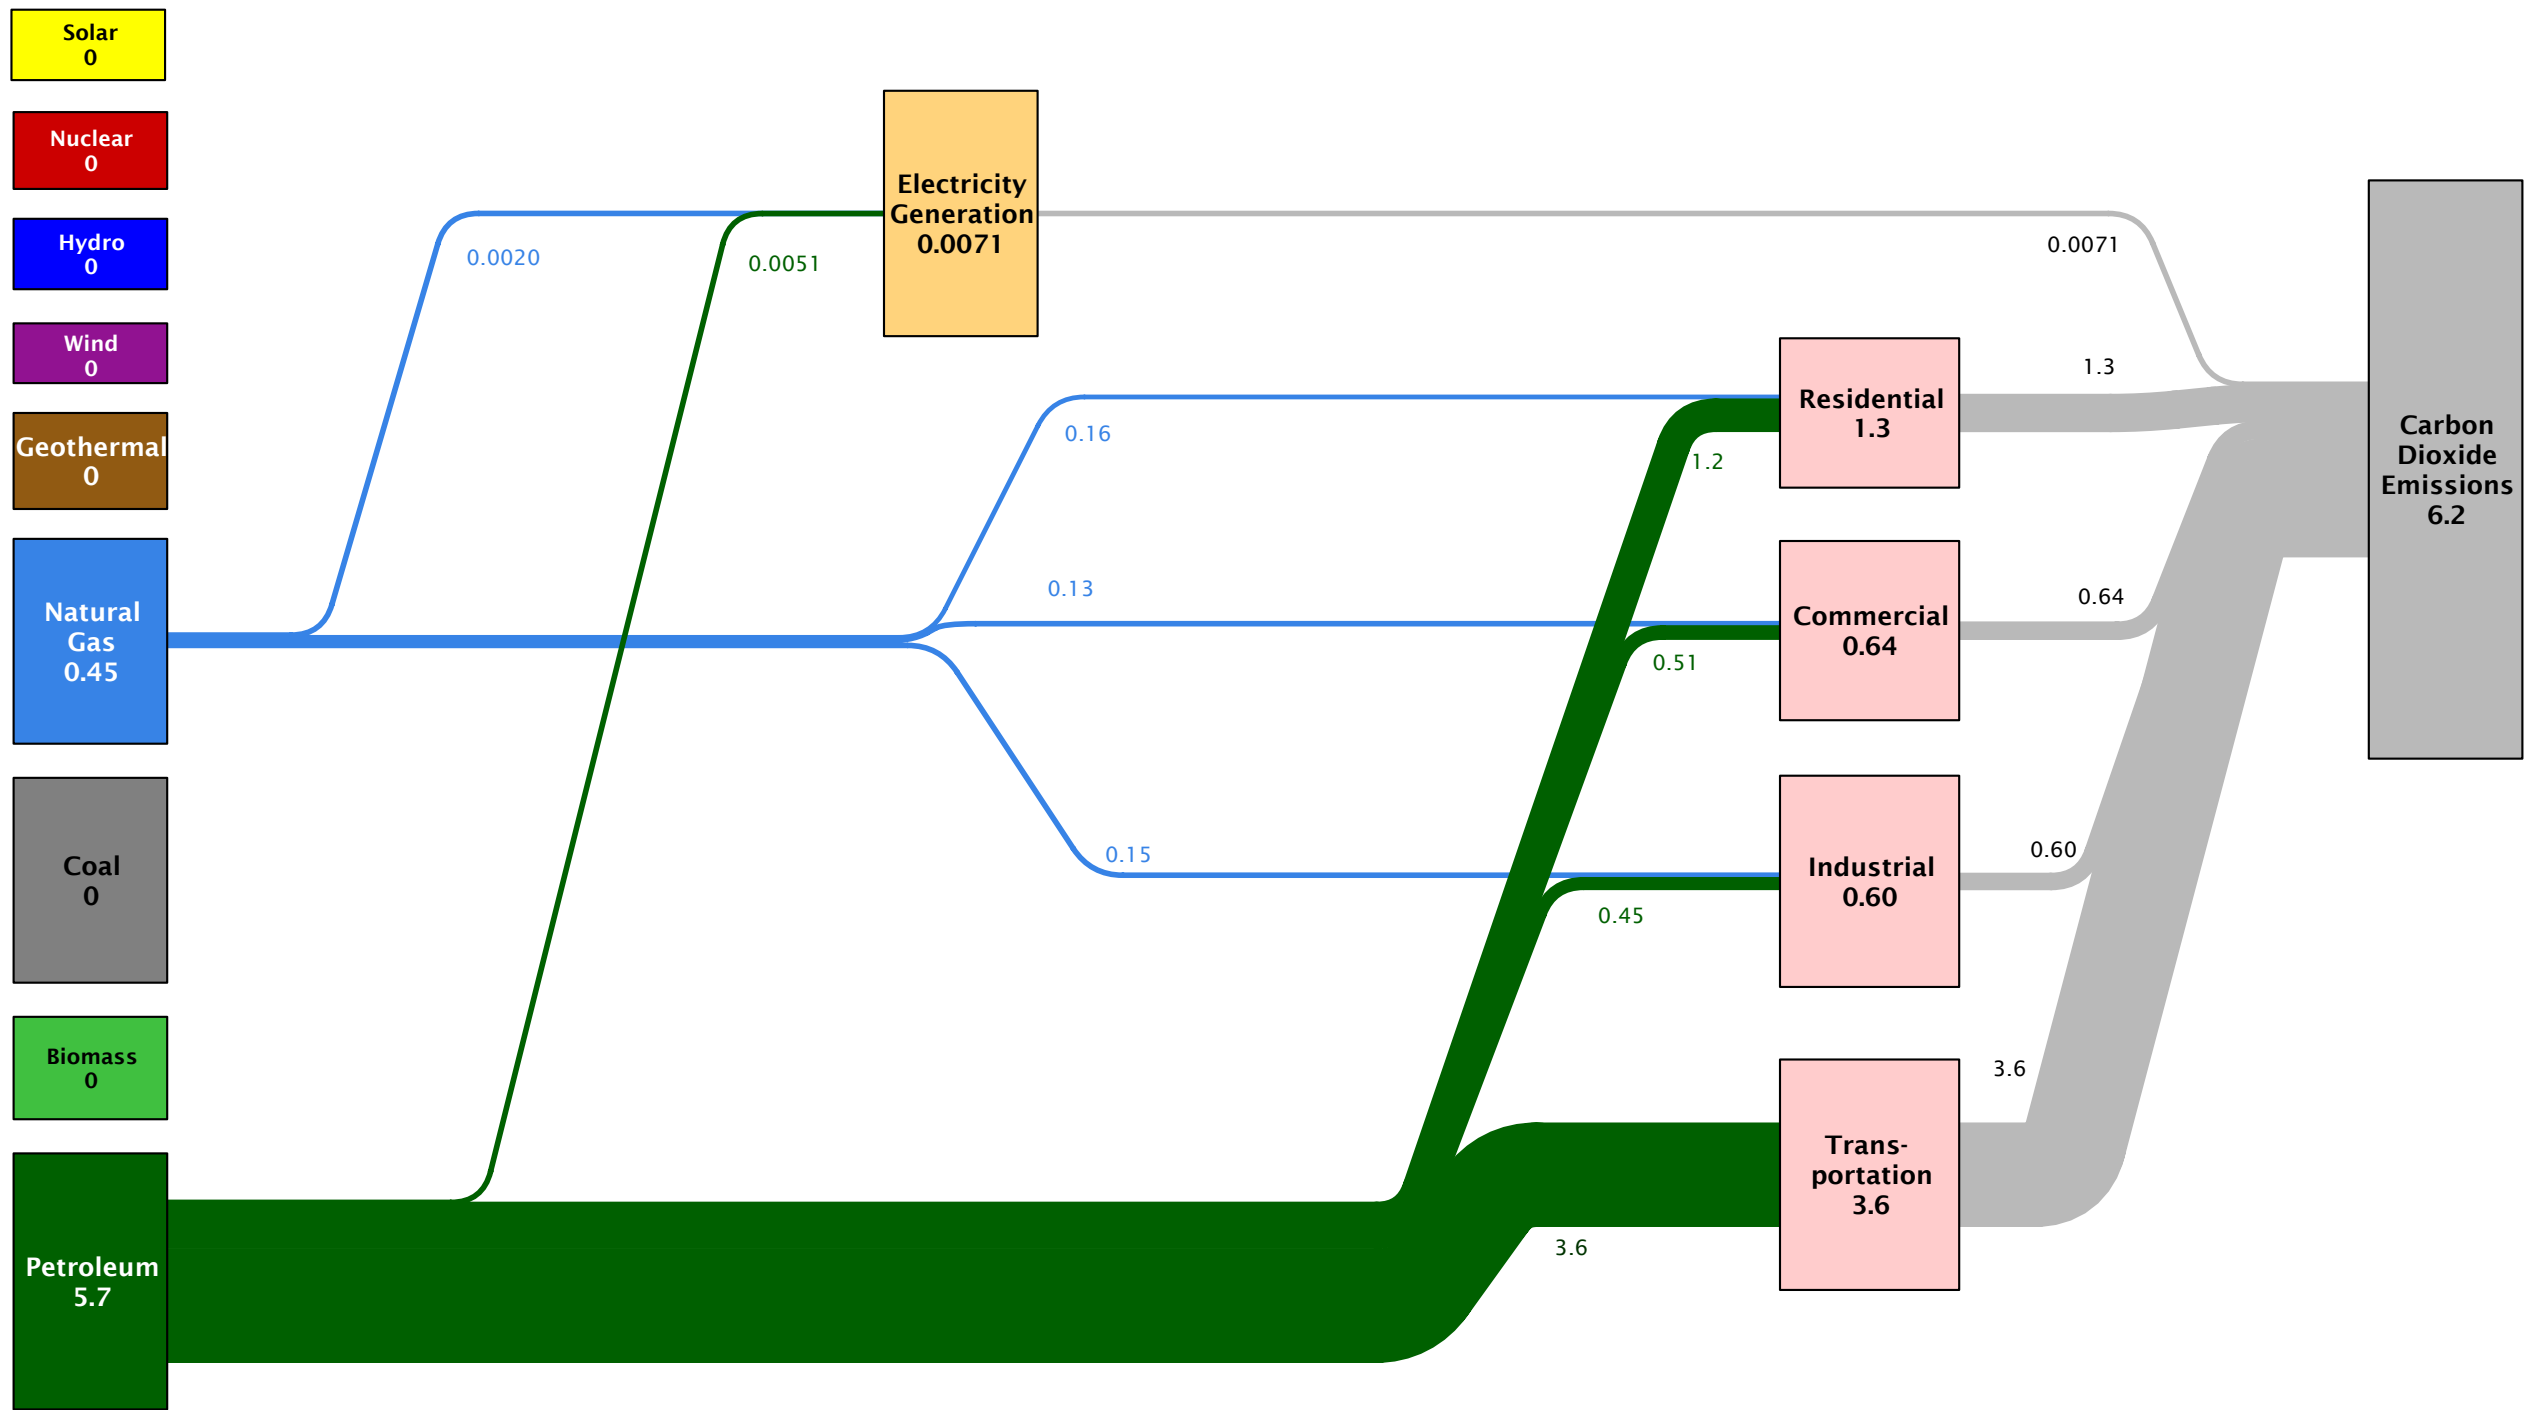 Solar
0
Nuclear
0
Hydro
0
Wind
0
Geothermal
0
Natural
Gas
0.45
Coal
0
Biomass
0
Petroleum
5.7
0.0020
0.0051
Electricity
Generation
0.0071
0.16
0.13
0.15
1.2
0.51
0.45
3.6
Residential
1.3
Commercial
0.64
Industrial
0.60
Trans-
portation
3.6
0.0071
1.3
0.64
0.60
3.6
Carbon
Dioxide
Emissions
6.2